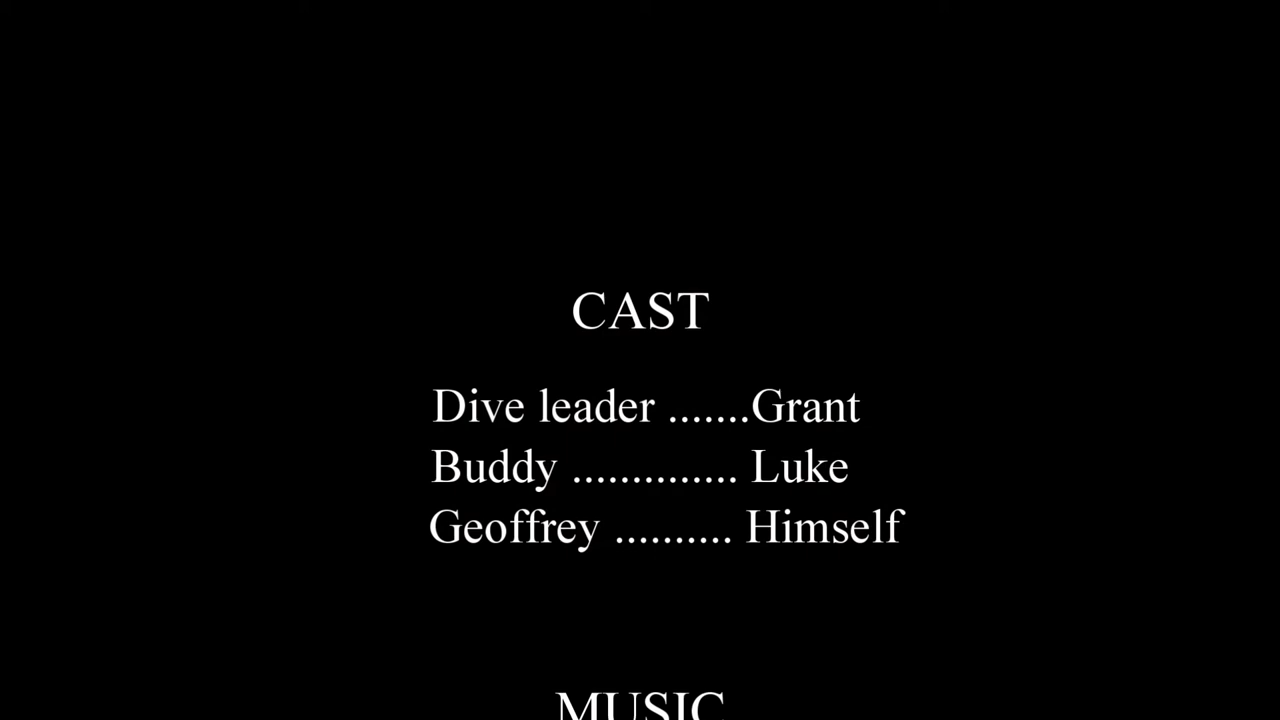 CAST
Dive leader .......Grant
Buddy .............. Luke
Geoffrey .......... Himself
MUSIC